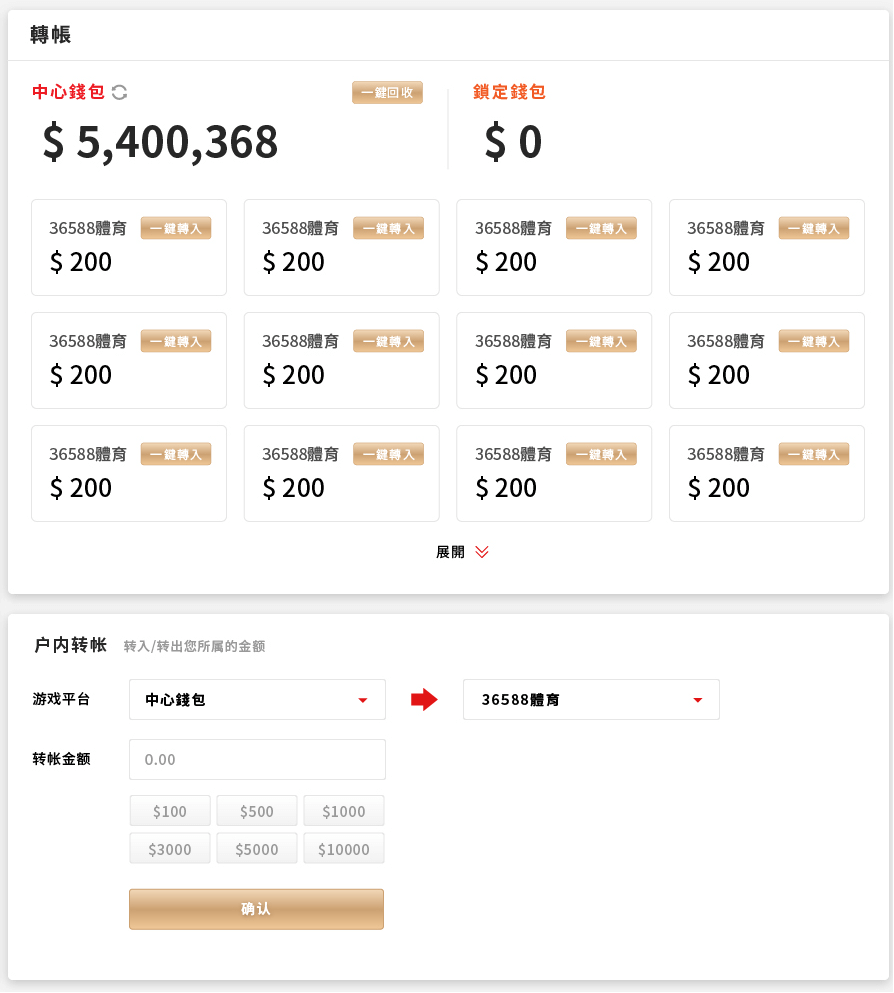 轉帳
中心錢包 一鍵回收 鎖定錢包
$ 5,400,368 $ 0
36588體育 一鍵轉入 36588體育 一鍵轉入 36588體育 一鍵轉入 36588體育 一鍵轉入
$ 200 $ 200 $ 200 $ 200
36588體育 一鍵轉入 36588體育 一鍵轉入 36588體育 一鍵轉入 36588體育 一鍵轉入
$ 200 $ 200 $ 200 $ 200
36588體育 一鍵轉入 36588體育 一鍵轉入 36588體育 一鍵轉入 36588體育 一鍵轉入
$ 200 $ 200 $ 200 $ 200
展開
户内转帐 转入/转出您所属的金额
游戏平台 中心錢包 36588體育
转帐金额 0.00
$100 $500 $1000
$3000 $5000 $10000
确认